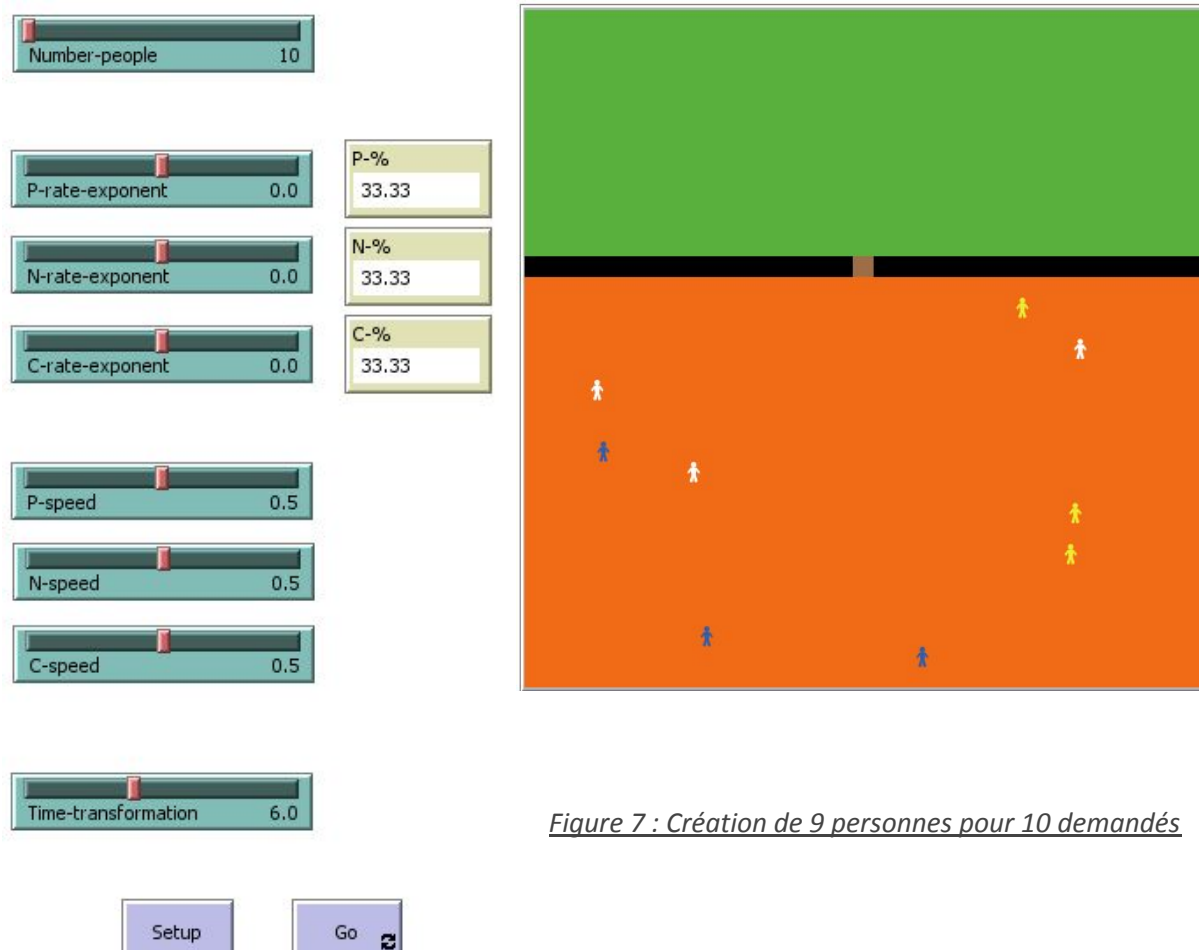 Number-people 10
P-rate-exponent 0.0
P-%
33.33
N-rate-exponent 0.0
N-%
33.33
C-rate-exponent 0.0
C-%
33.33
P-speed 0.5
N-speed 0.5
C-speed 0.5
Time-transformation 6.0
Figure 7 : Création de 9 personnes pour 10 demandés
Setup
Go